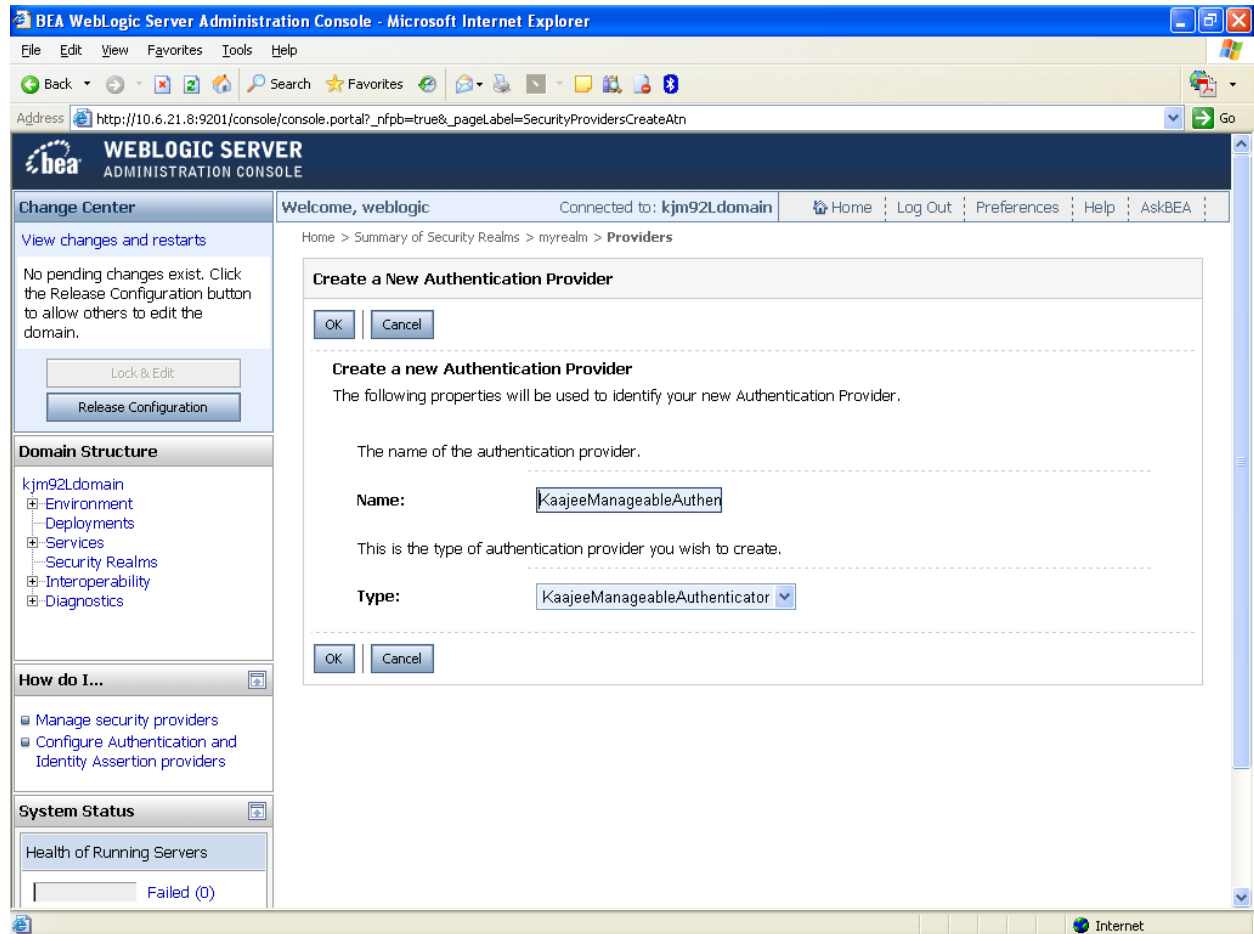 BEA WebLogic Server Administration Console - Microsoft Internet Explorer
File Edit View Favorites Tools Help
Back Search Favorites
Address http://10.6.21.8:9201/console/console.portal?_nfpb=true&_pageLabel=SecurityProvidersCreateAtn Go
bea WEBLOGIC SERVER
ADMINISTRATION CONSOLE
Change Center
View changes and restarts
No pending changes exist. Click
the Release Configuration button
to allow others to edit the
domain.
Lock & Edit
Release Configuration
Domain Structure
kjm92Ldomain
Environment
Deployments
Services
Security Realms
Interoperability
Diagnostics
How do I...
Manage security providers
Configure Authentication and
Identity Assertion providers
System Status
Health of Running Servers
Failed (0)
Welcome, weblogic Connected to: kjm92Ldomain Home Log Out Preferences Help AskBEA
Home > Summary of Security Realms > myrealm > Providers
Create a New Authentication Provider
OK Cancel
Create a new Authentication Provider
The following properties will be used to identify your new Authentication Provider.
The name of the authentication provider.
Name: KaajeeManageableAuthen
This is the type of authentication provider you wish to create.
Type: KaajeeManageableAuthenticator
OK Cancel
Internet